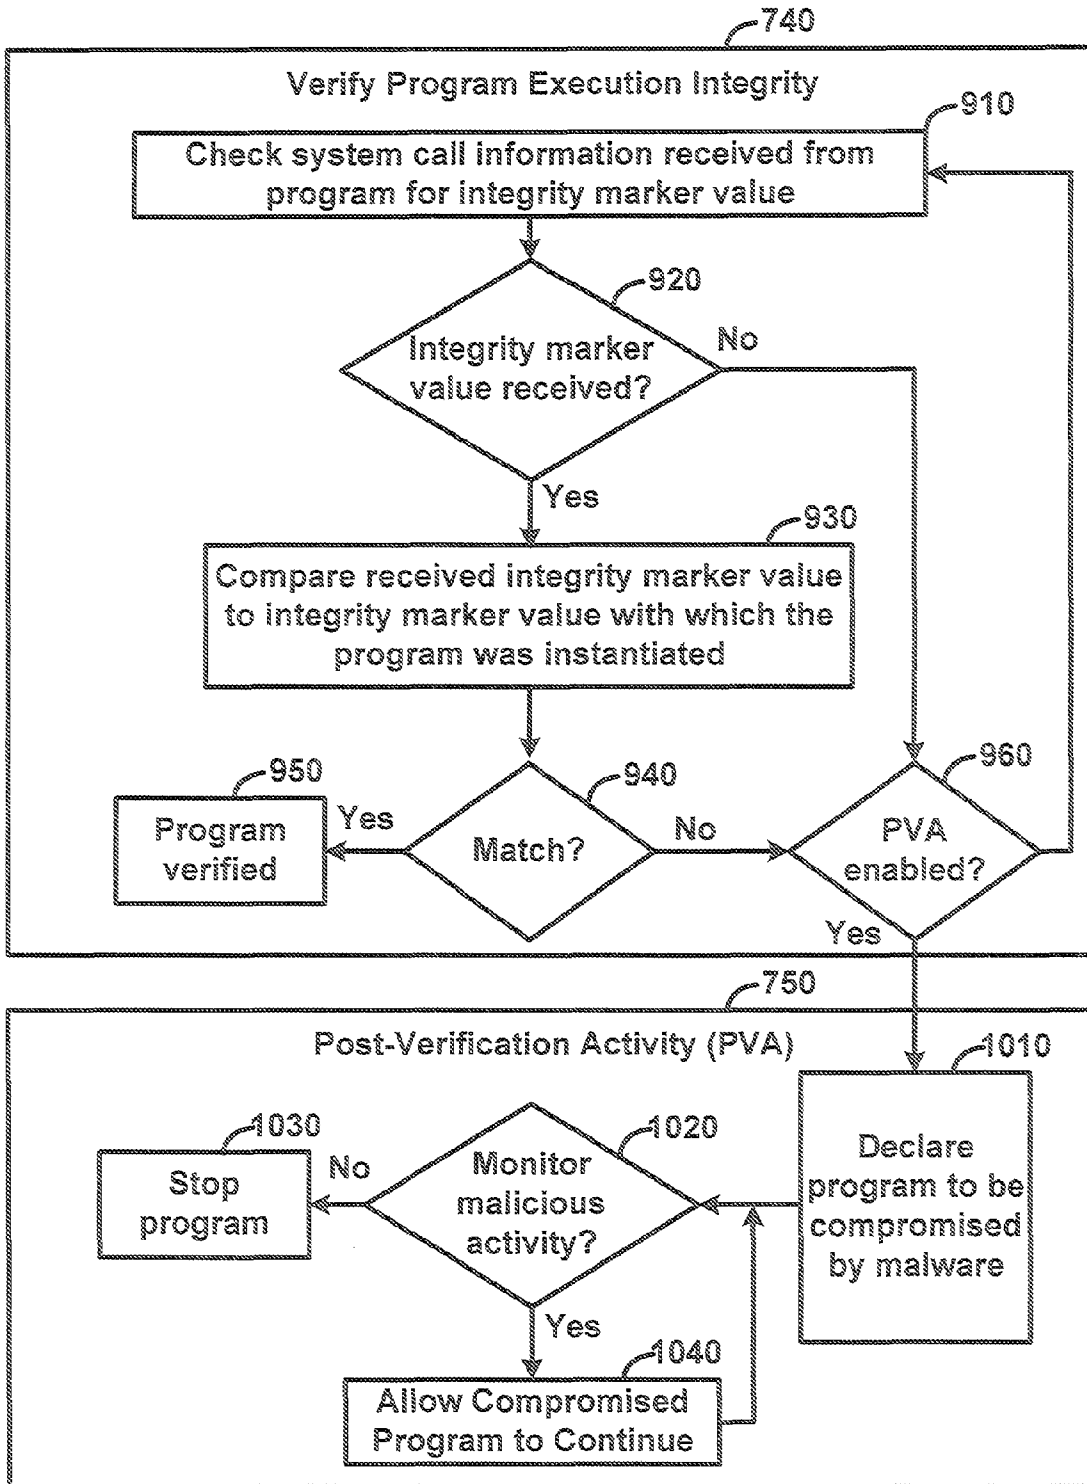 740
Verify Program Execution Integrity
910
Check system call information received from
program for integrity marker value
920
Integrity marker
value received?
No
Yes
930
Compare received integrity marker value
to integrity marker value with which the
program was instantiated
950
Program
verified
Yes
940
Match?
No
960
PVA
enabled?
Yes
750
Post-Verification Activity (PVA)
1010
Declare
program to be
compromised
by malware
1020
Monitor
malicious
activity?
1030
Stop
program
No
Yes
1040
Allow Compromised
Program to Continue